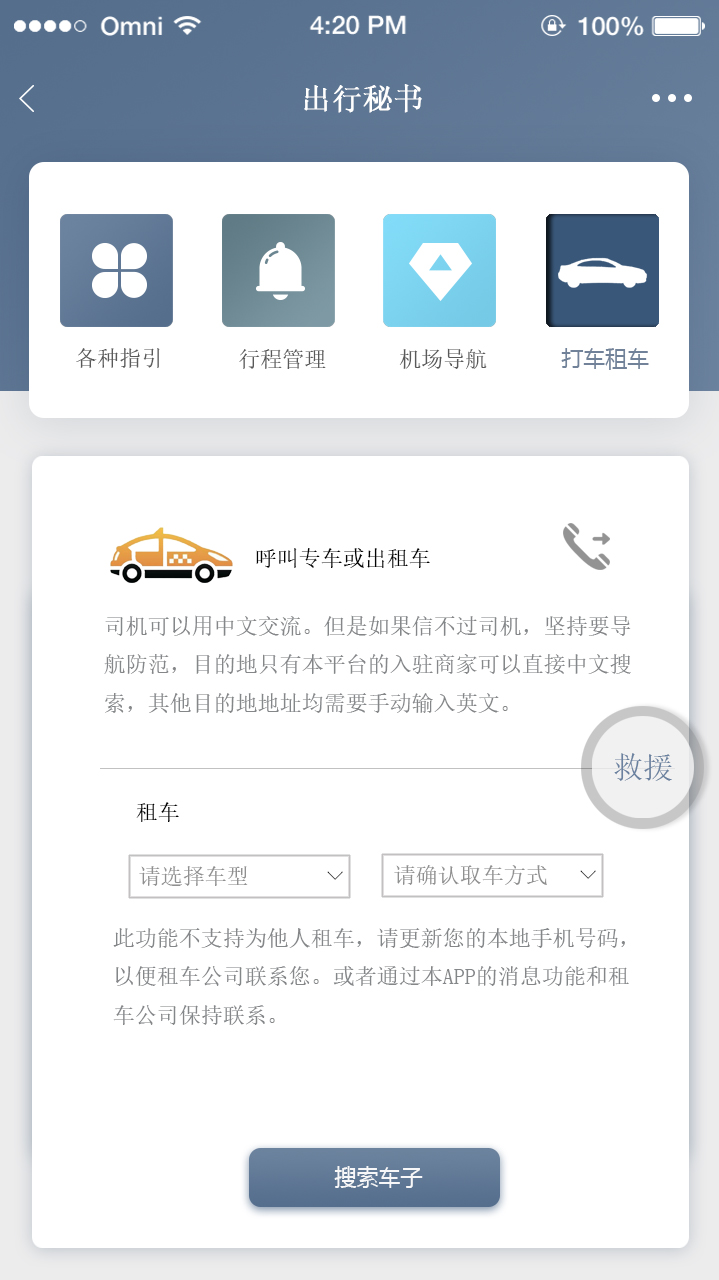 Omni 4:20 PM 100%
出行秘书
各种指引 行程管理 机场导航 打车租车
呼叫专车或出租车
司机可以用中文交流。但是如果信不过司机，坚持要导
航防范，目的地只有本平台的入驻商家可以直接中文搜
索，其他目的地地址均需要手动输入英文。
救援
租车
请选择车型 请确认取车方式
此功能不支持为他人租车，请更新您的本地手机号码，
以便租车公司联系您。或者通过本APP的消息功能和租
车公司保持联系。
搜索车子